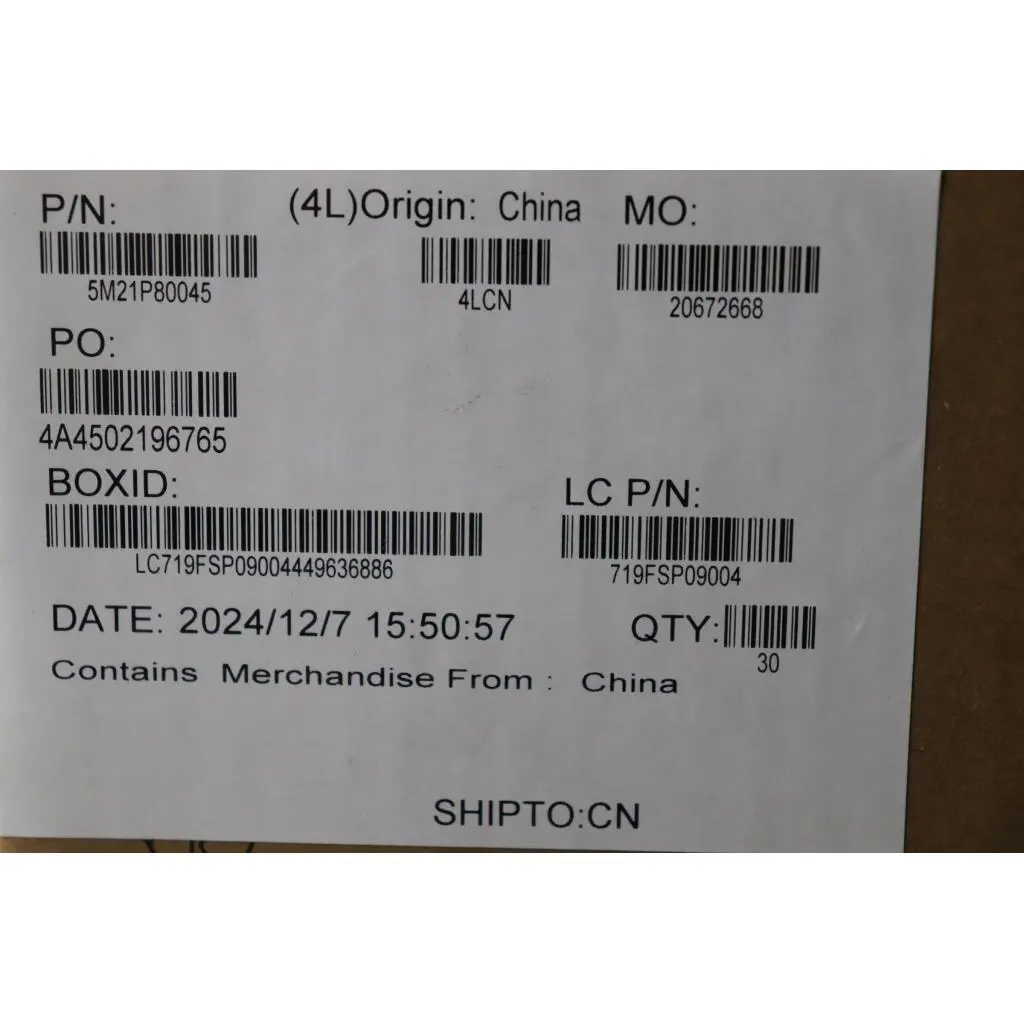 P/N: (4L)Origin: China MO:
5M21P80045 4LCN 20672668
PO:
4A4502196765
BOXID: LC P/N:
LC719FSP09004449636886 719FSP09004
DATE: 2024/12/7 15:50:57 QTY:
30
Contains Merchandise From : China
SHIPTO:CN